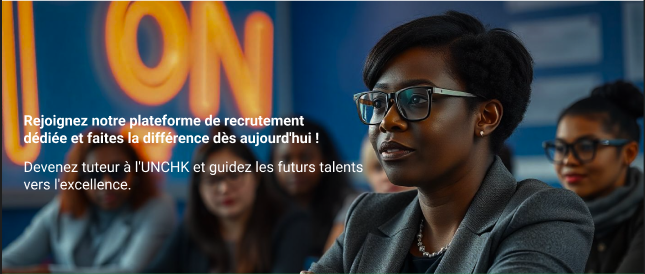 ON
Rejoignez notre plateforme de recrutement
dédiée et faites la différence dès aujourd'hui !
Devenez tuteur à l'UNCHK et guidez les futurs talents
vers l'excellence.